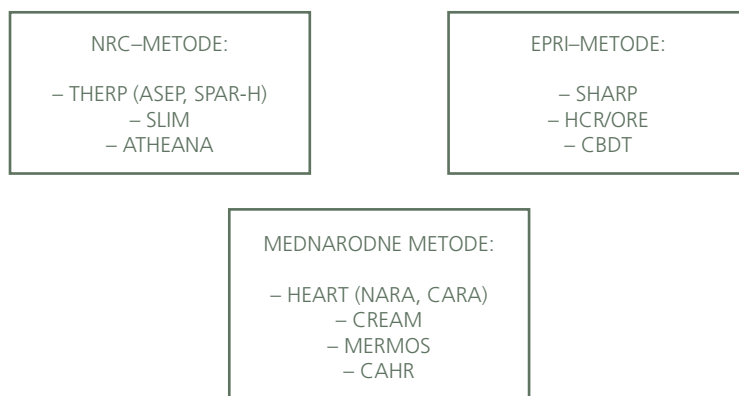 NRC–METODE:
– THERP (ASEP, SPAR-H)
– SLIM
– ATHEANA
EPRI–METODE:
– SHARP
– HCR/ORE
– CBDT
MEDNARODNE METODE:
– HEART (NARA, CARA)
– CREAM
– MERMOS
– CAHR